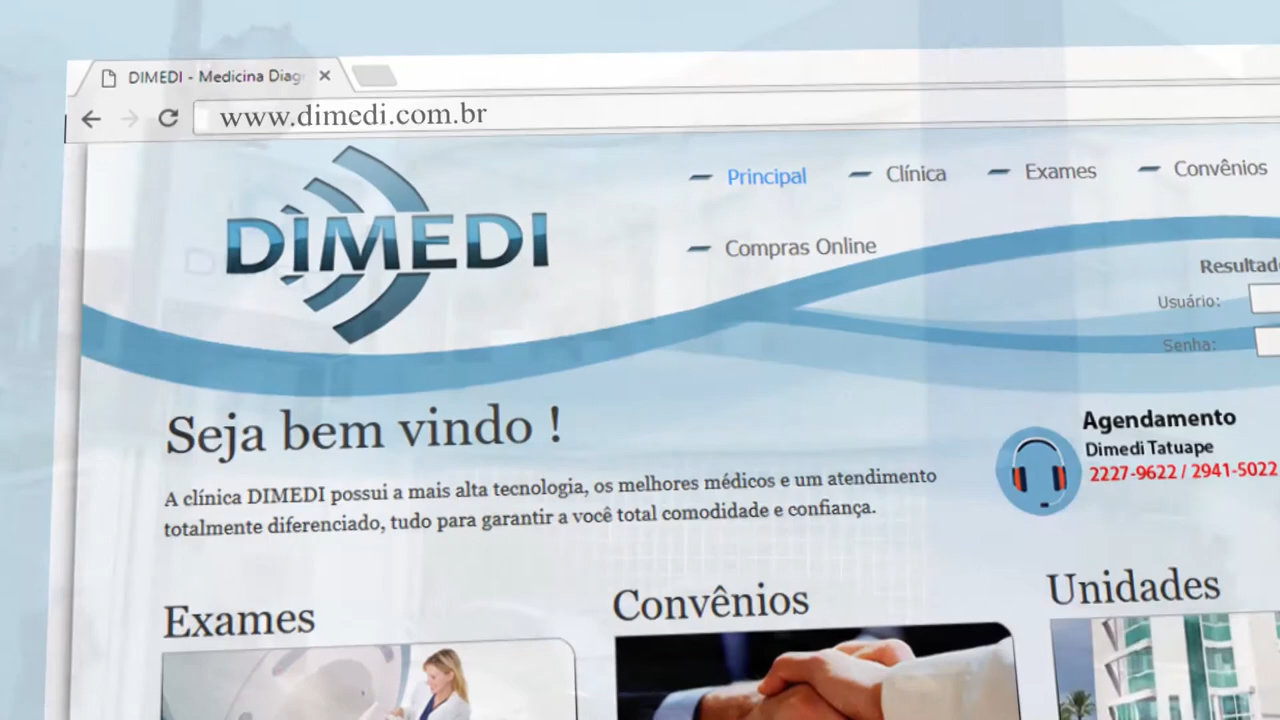 DIMEDI - Medicina Diag
www.dimedi.com.br
DIMEDI
Principal
Clínica
Exames
Convênios
Compras Online
Usuário:
Senha:
Seja bem vindo !
A clínica DIMEDI possui a mais alta tecnologia, os melhores médicos e um atendimento
totalmente diferenciado, tudo para garantir a você total comodidade e confiança.
Agendamento
Dimedi Tatuape
2227-9622 / 2941-5022
Exames
Convênios
Unidades